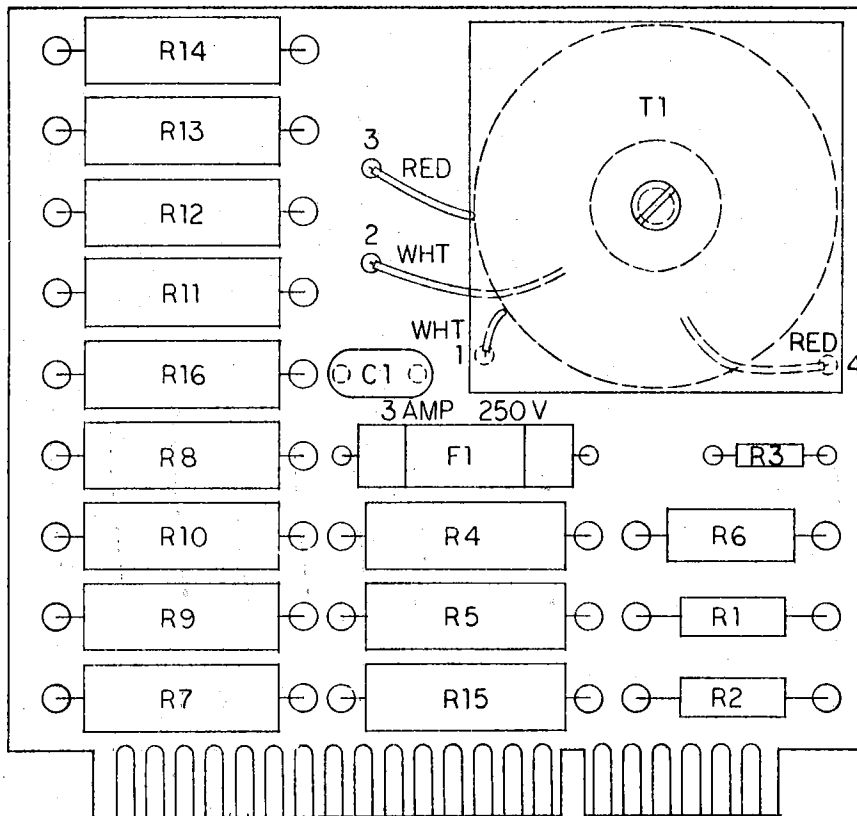 R14
T1
R13
3
RED
R12
2
WHT
R11
WHT
1
RED
4
R16
C1
3 AMP 250 V
R8
F1
R3
R10
R4
R6
R9
R5
R1
R7
R15
R2